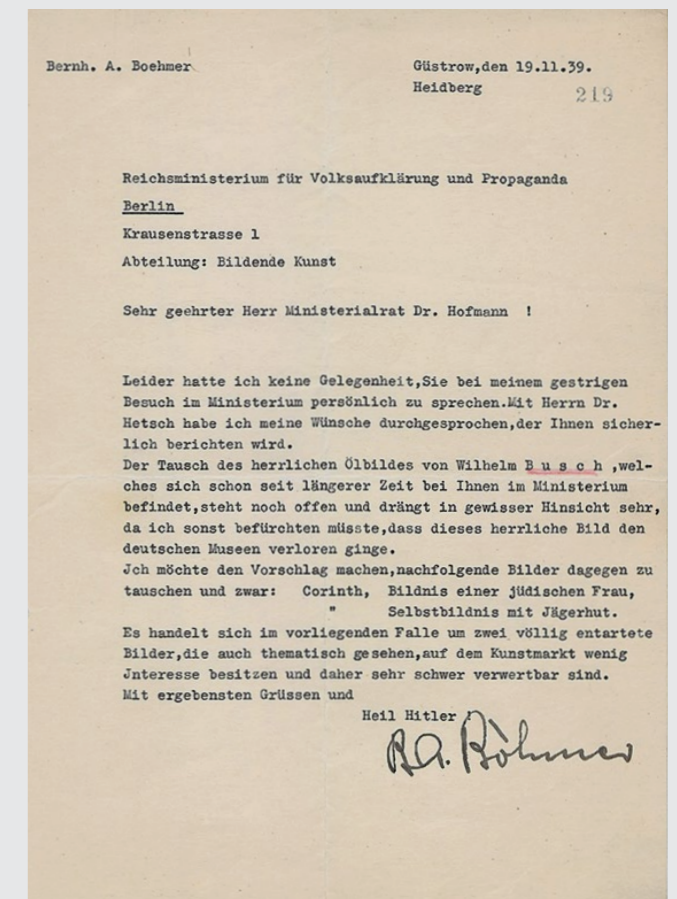 Bernh. A. Boehmer
Güstrow,den 19.11.39.
Heidberg
219
Reichsministerium für Volksaufklärung und Propaganda
Berlin
Krausenstrasse 1
Abteilung: Bildende Kunst
Sehr geehrter Herr Ministerialrat Dr. Hofmann !
Leider hatte ich keine Gelegenheit,Sie bei meinem gestrigen
Besuch im Ministerium persönlich zu sprechen.Mit Herrn Dr.
Hetsch habe ich meine Wünsche durchgesprochen,der Ihnen sicher-
lich berichten wird.
Der Tausch des herrlichen Ölbildes von Wilhelm B u s c h ,wel-
ches sich schon seit längerer Zeit bei Ihnen im Ministerium
befindet,steht noch offen und drängt in gewisser Hinsicht sehr,
da ich sonst befürchten müsste,dass dieses herrliche Bild den
deutschen Museen verloren ginge.
Jch möchte den Vorschlag machen,nachfolgende Bilder dagegen zu
tauschen und zwar: Corinth, Bildnis einer jüdischen Frau,
" Selbstbildnis mit Jägerhut.
Es handelt sich im vorliegenden Falle um zwei völlig entartete
Bilder,die auch thematisch gesehen,auf dem Kunstmarkt wenig
Jnteresse besitzen und daher sehr schwer verwertbar sind.
Mit ergebensten Grüssen und
Heil Hitler !
BA. Böhmer